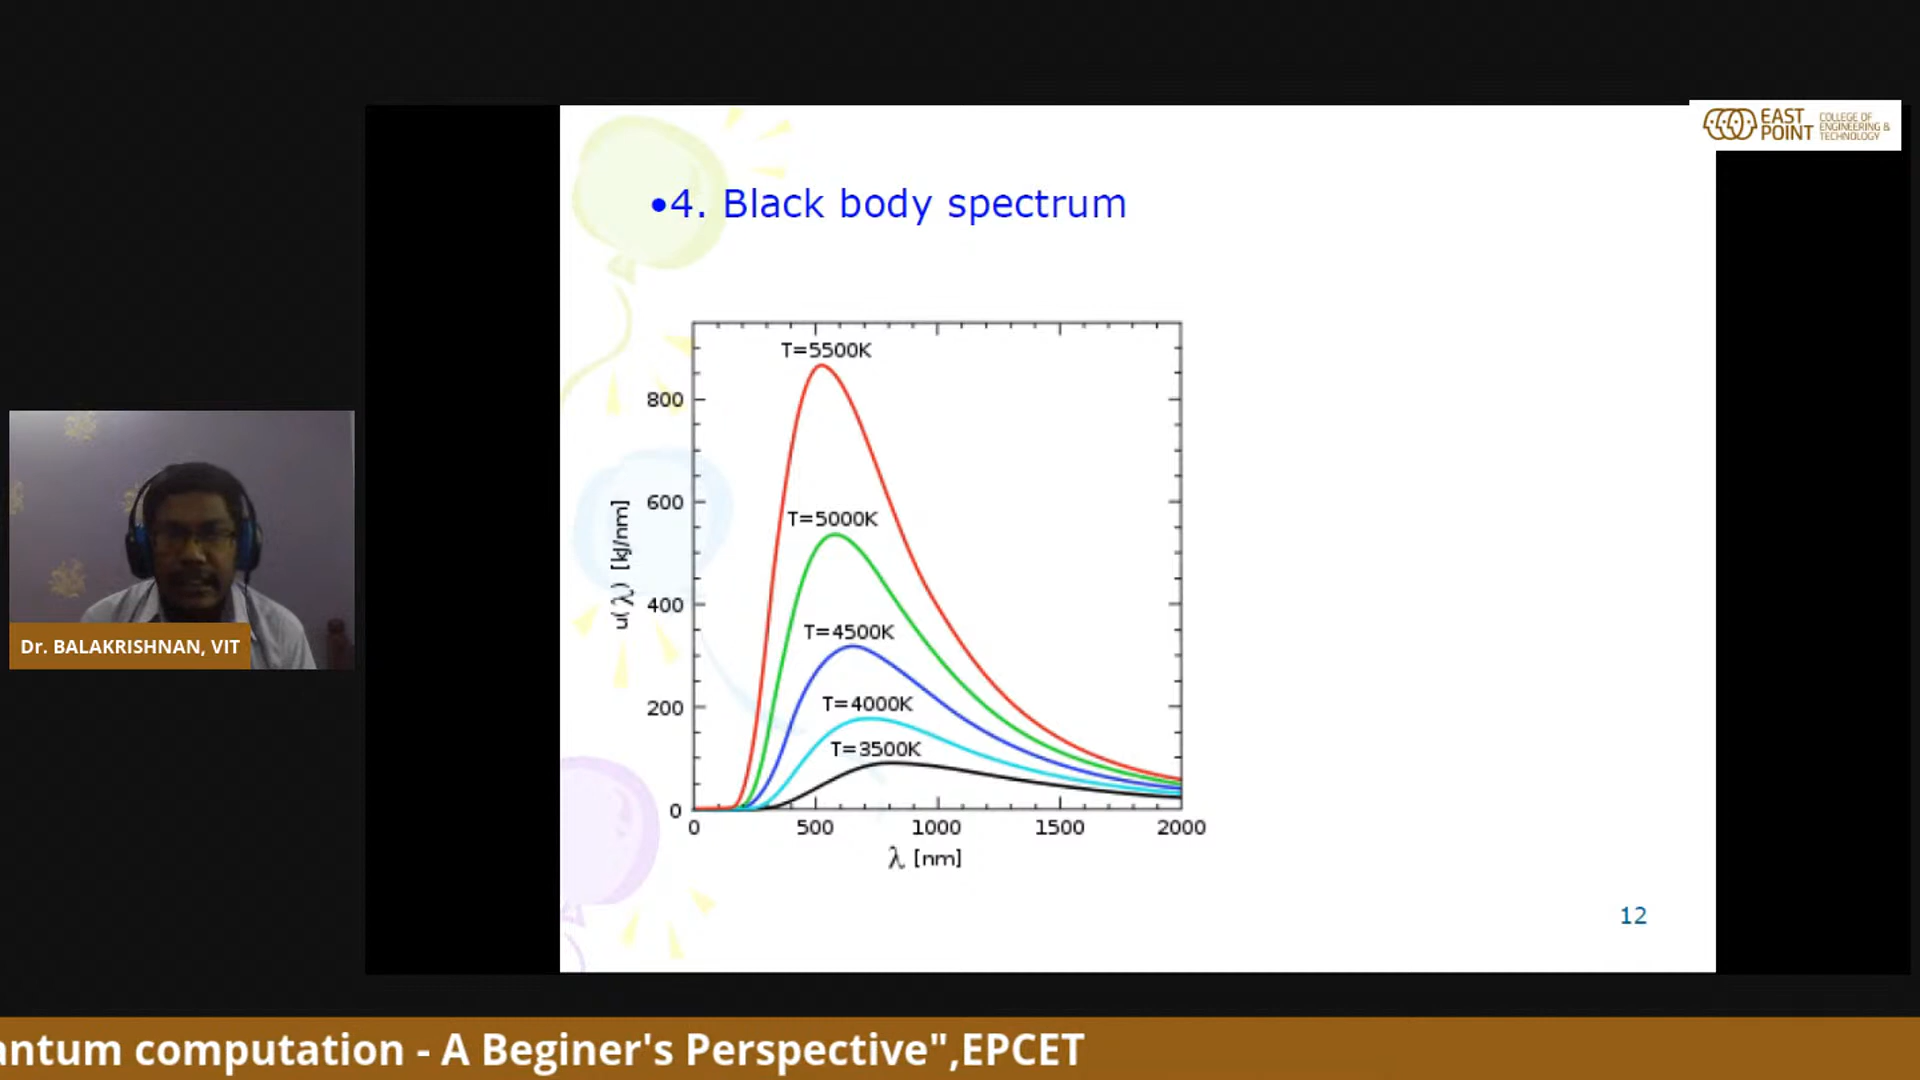 EAST
POINT
COLLEGE OF
ENGINEERING &
TECHNOLOGY
•4. Black body spectrum
T=5500K
T=5000K
T=4500K
T=4000K
T=3500K
800
600
400
200
0
u(λ) [kJ/nm]
0 500 1000 1500 2000
λ [nm]
12
Dr. BALAKRISHNAN, VIT
antum computation - A Beginer's Perspective",EPCET